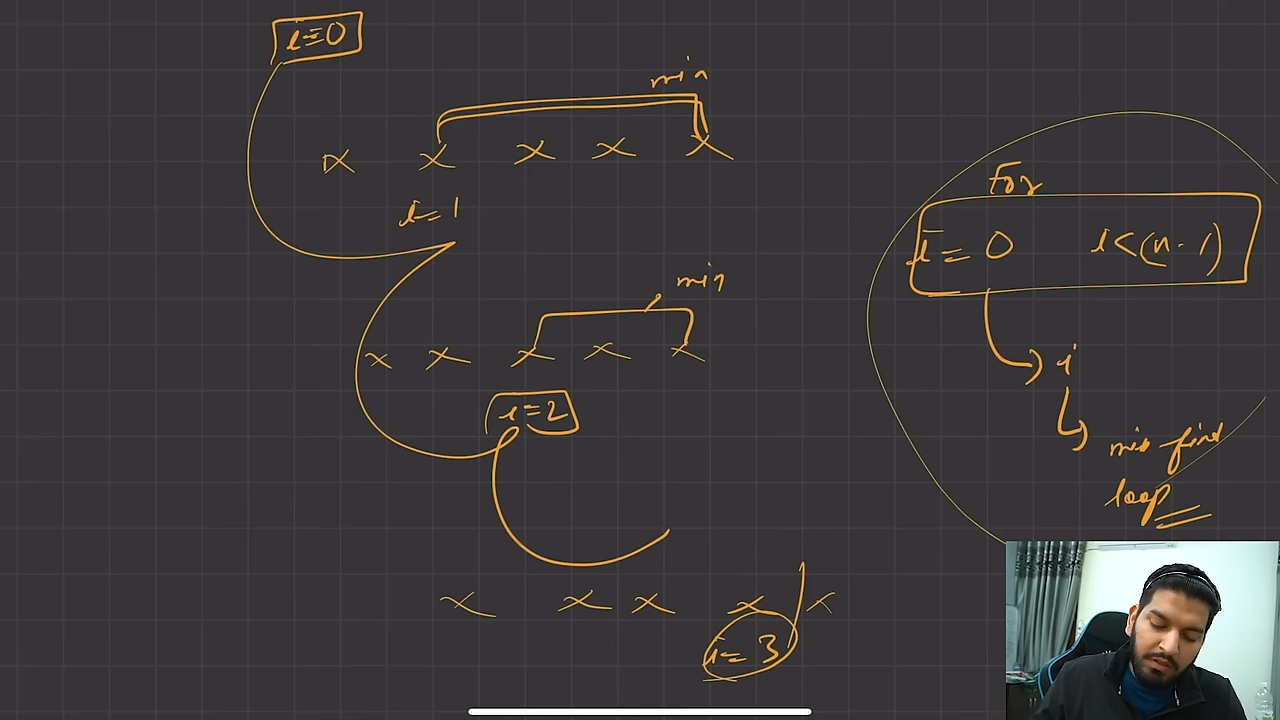 i=0
min
x x x x x
i=1
min
x x x x x
i=2
x x x x x
i=3
For
i=0 i<(n-1)
i
min find
loop